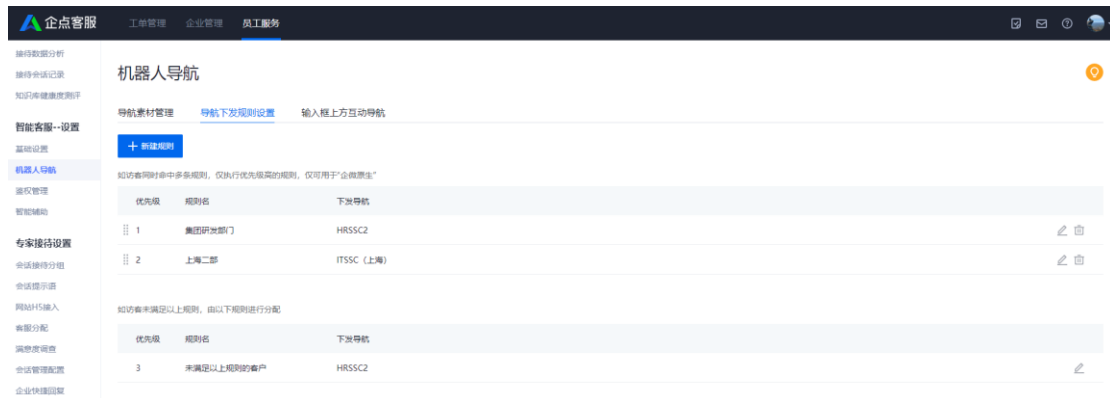 企点客服 工单管理 企业管理 员工服务
接待数据分析
接待会话记录
知识库健康度测评
智能客服--设置
基础设置
机器人导航
鉴权管理
智能辅助
专家接待设置
会话接待分组
会话提示语
网站H5接入
客服分配
满意度调查
会话管理配置
企业快捷回复
机器人导航
导航素材管理 导航下发规则设置 输入框上方互动导航
+ 新建规则
如访客同时命中多条规则，仅执行优先级高的规则，仅可用于“企微原生”
优先级 规则名 下发导航
1 集团研发部门 HRSSC2
2 上海二部 ITSSC（上海）
如访客未满足以上规则，由以下规则进行分配
优先级 规则名 下发导航
3 未满足以上规则的客户 HRSSC2